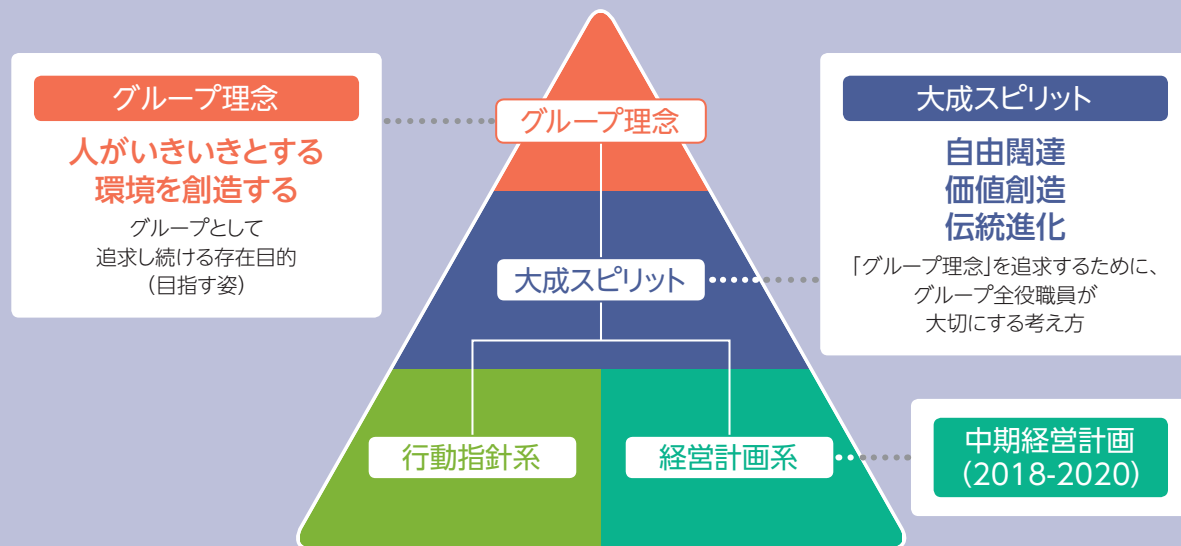 グループ理念
人がいきいきとする
環境を創造する
グループとして
追求し続ける存在目的
(目指す姿)
グループ理念
大成スピリット
行動指針系
経営計画系
大成スピリット
自由闊達
価値創造
伝統進化
「グループ理念」を追求するために、
グループ全役職員が
大切にする考え方
中期経営計画
(2018-2020)